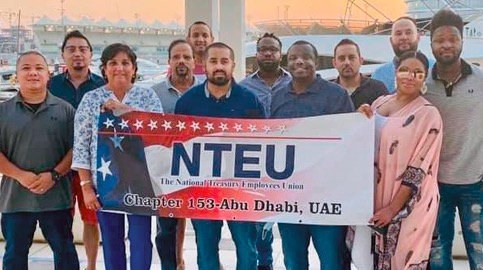 NTEU
The National Treasury Employees Union
Chapter 153-Abu Dhabi, UAE